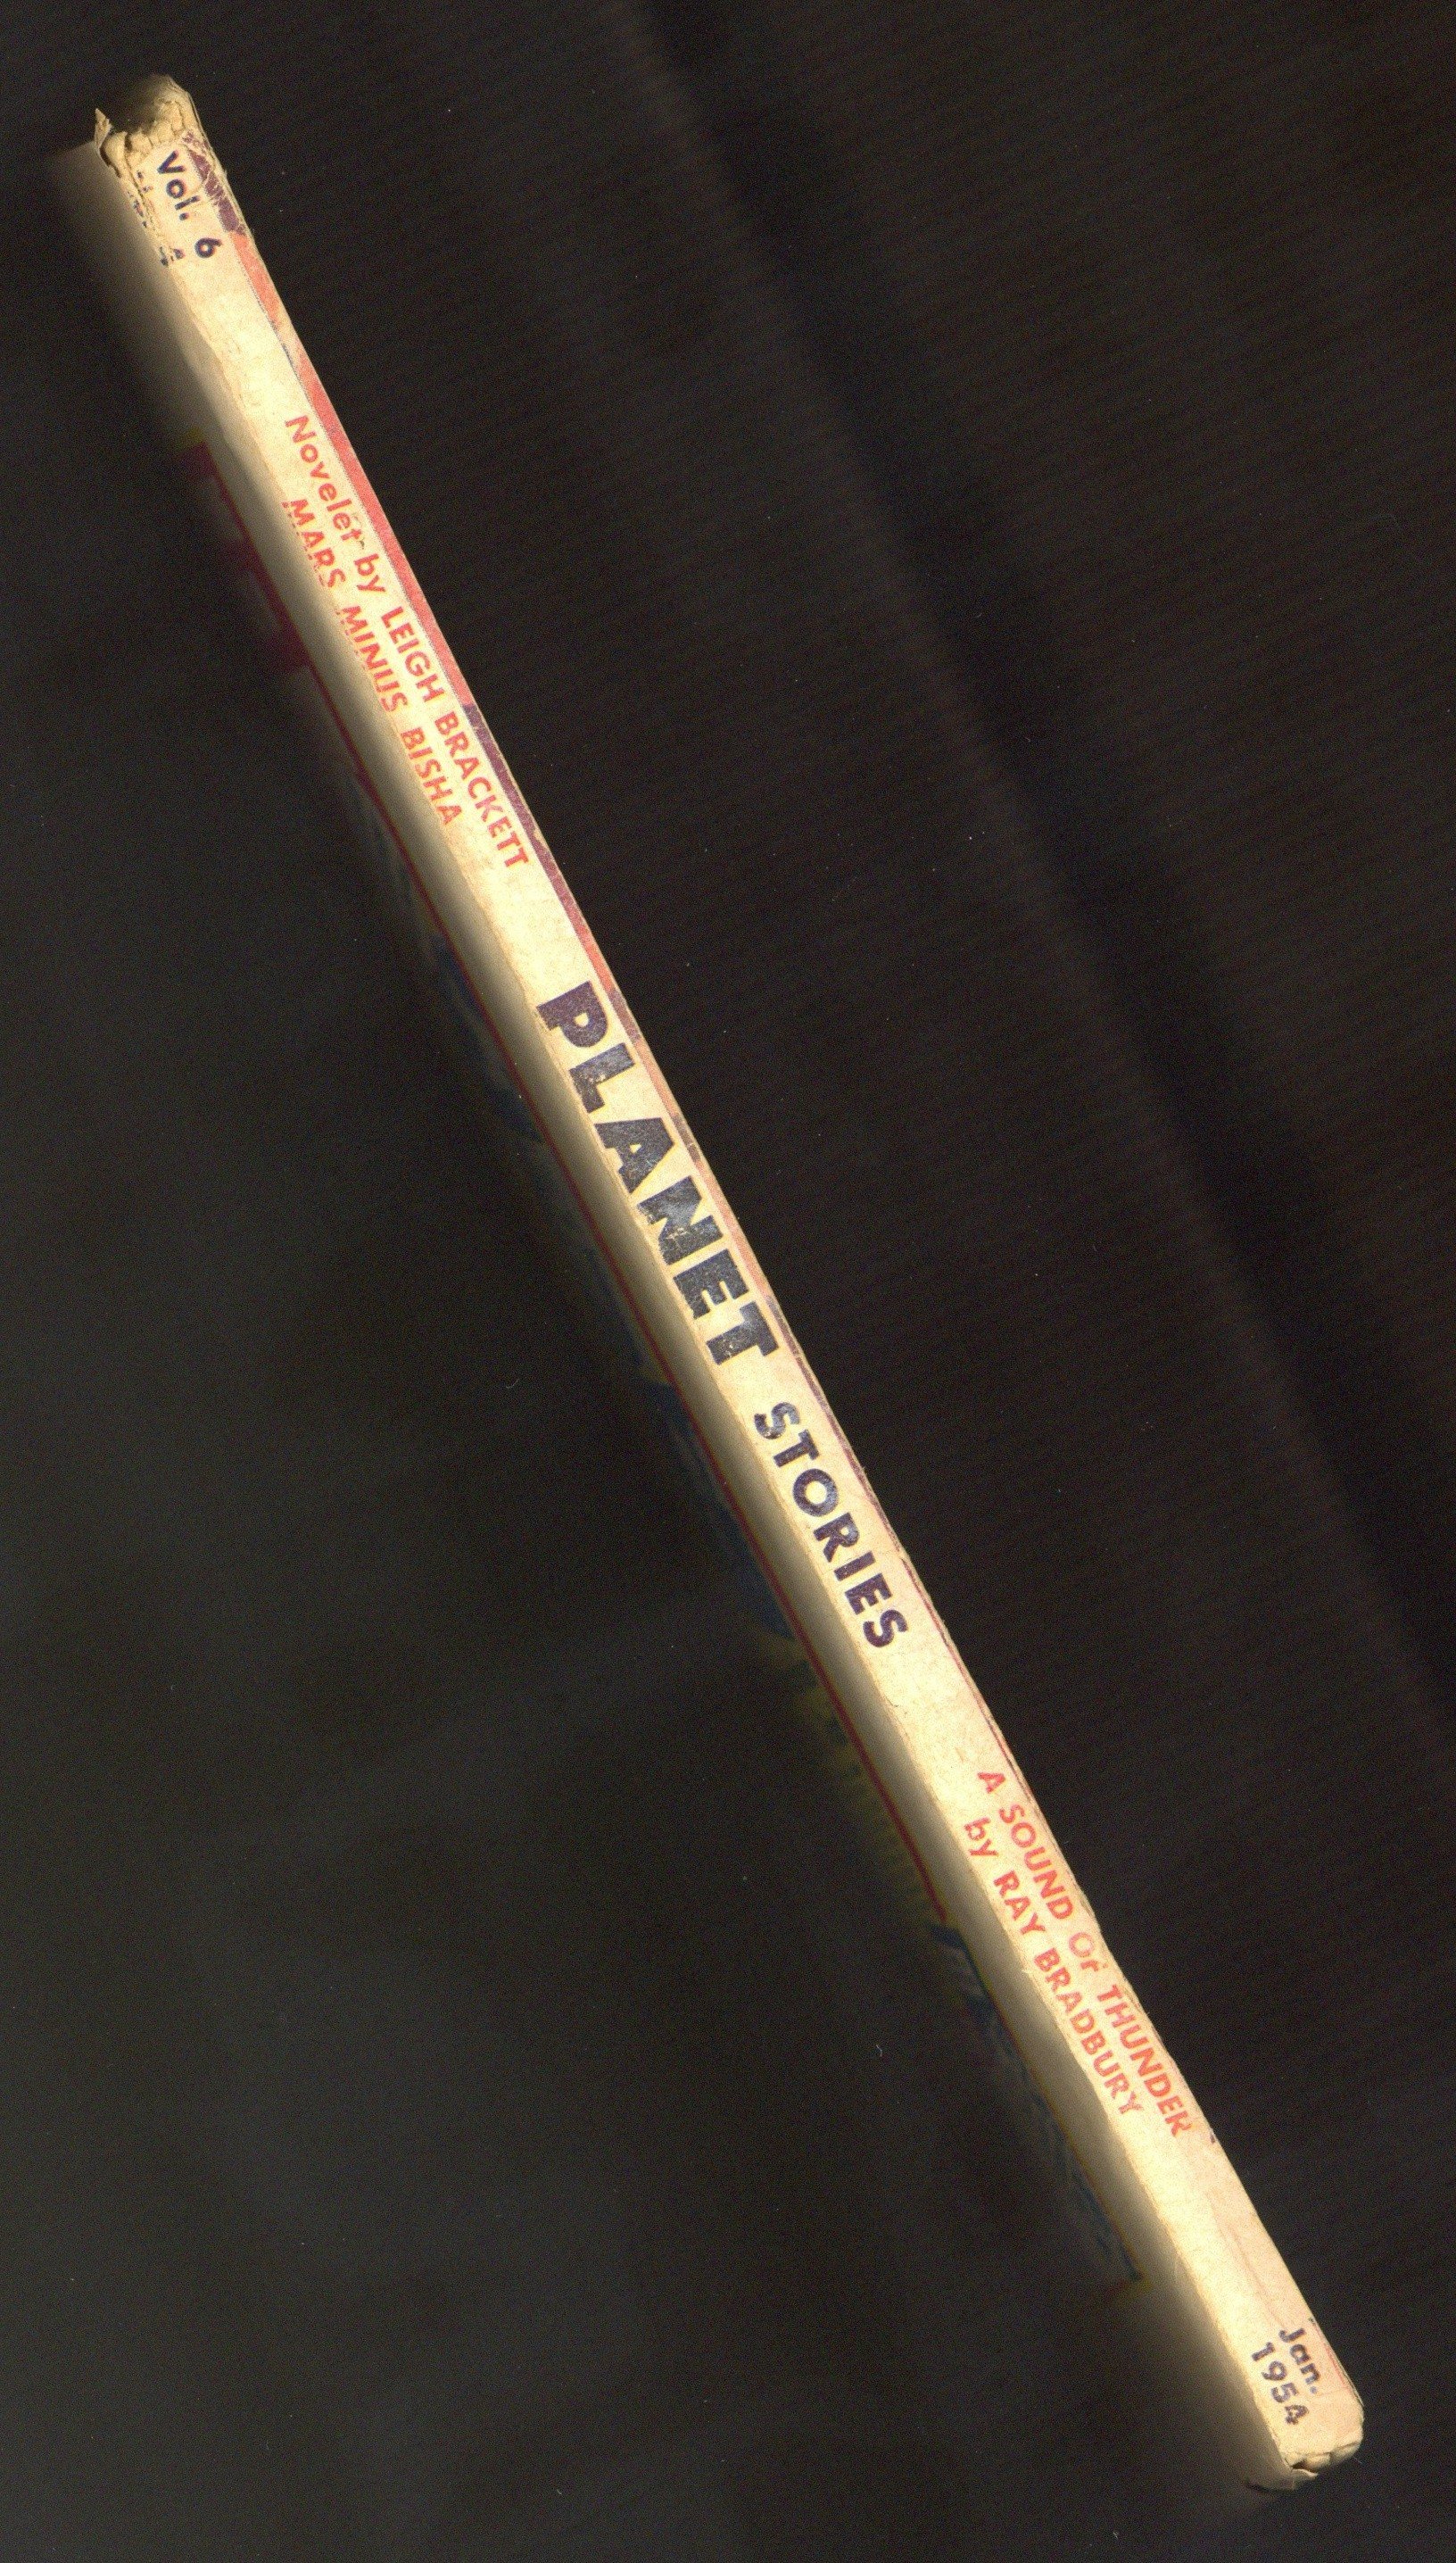 Vol. 6
Novelet by LEIGH BRACKETT
MARS MINUS BISHA
PLANET STORIES
A SOUND OF THUNDER
by RAY BRADBURY
Jan.
1954